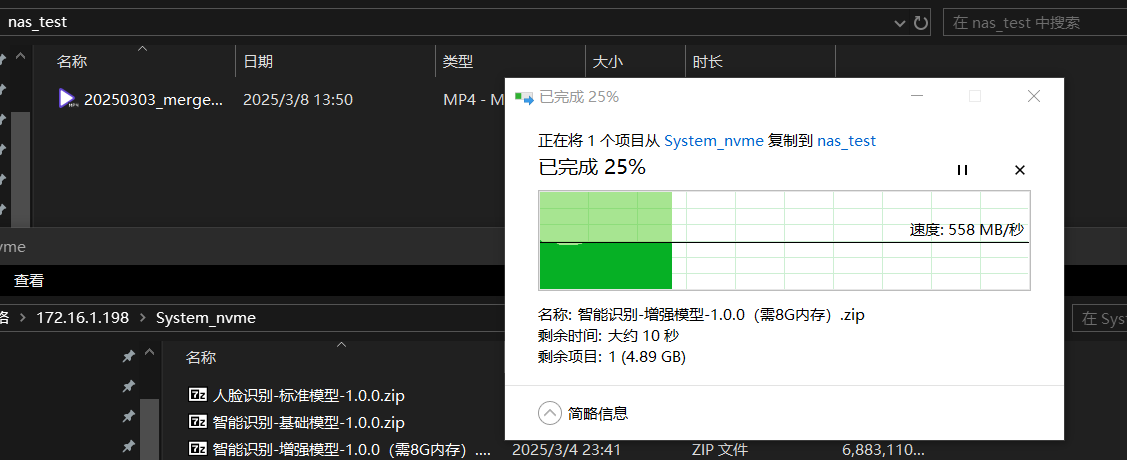 nas_test
在 nas_test 中搜索
名称 日期 类型 大小 时长
20250303_merge... 2025/3/8 13:50 MP4 - M
已完成 25%
正在将 1 个项目从 System_nvme 复制到 nas_test
已完成 25%
速度: 558 MB/秒
名称: 智能识别-增强模型-1.0.0（需8G内存）.zip
剩余时间: 大约 10 秒
剩余项目: 1 (4.89 GB)
简略信息
vme
查看
络 > 172.16.1.198 > System_nvme
在 Sys
名称
人脸识别-标准模型-1.0.0.zip
智能识别-基础模型-1.0.0.zip
智能识别-增强模型-1.0.0（需8G内存）.... 2025/3/4 23:41 ZIP 文件 6,883,110...